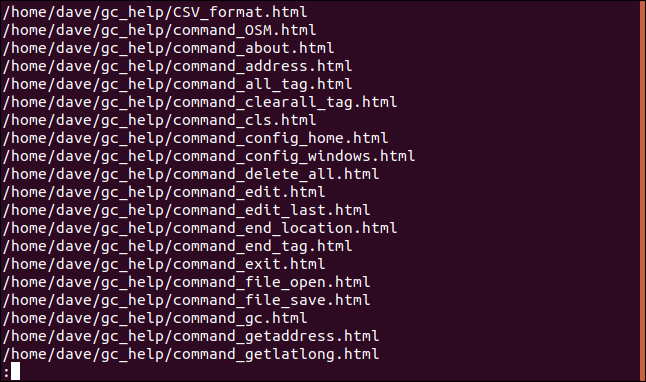 /home/dave/gc_help/CSV_format.html
/home/dave/gc_help/command_OSM.html
/home/dave/gc_help/command_about.html
/home/dave/gc_help/command_address.html
/home/dave/gc_help/command_all_tag.html
/home/dave/gc_help/command_clearall_tag.html
/home/dave/gc_help/command_cls.html
/home/dave/gc_help/command_config_home.html
/home/dave/gc_help/command_config_windows.html
/home/dave/gc_help/command_delete_all.html
/home/dave/gc_help/command_edit.html
/home/dave/gc_help/command_edit_last.html
/home/dave/gc_help/command_end_location.html
/home/dave/gc_help/command_end_tag.html
/home/dave/gc_help/command_exit.html
/home/dave/gc_help/command_file_open.html
/home/dave/gc_help/command_file_save.html
/home/dave/gc_help/command_gc.html
/home/dave/gc_help/command_getaddress.html
/home/dave/gc_help/command_getlatlong.html
: